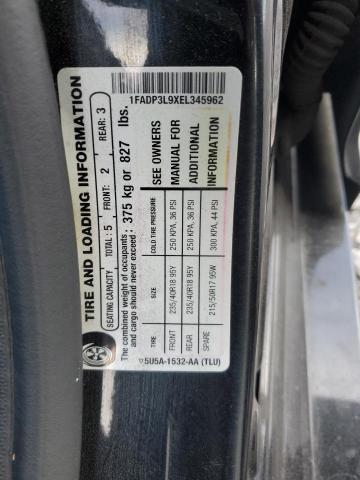 TIRE AND LOADING INFORMATION
SEATING CAPACITY TOTAL: 5 FRONT: 2 REAR: 3
The combined weight of occupants
and cargo should never exceed: 375 kg or 827 lbs.
TIRE SIZE COLD TIRE PRESSURE
FRONT 235/40R18 95Y 250 KPA, 36 PSI
REAR 235/40R18 95Y 250 KPA, 36 PSI
SPARE 215/50R17 95W 300 KPA, 44 PSI
SEE OWNERS
MANUAL FOR
ADDITIONAL
INFORMATION
5U5A-1532-AA (TLU)
1FADP3L9XEL345962